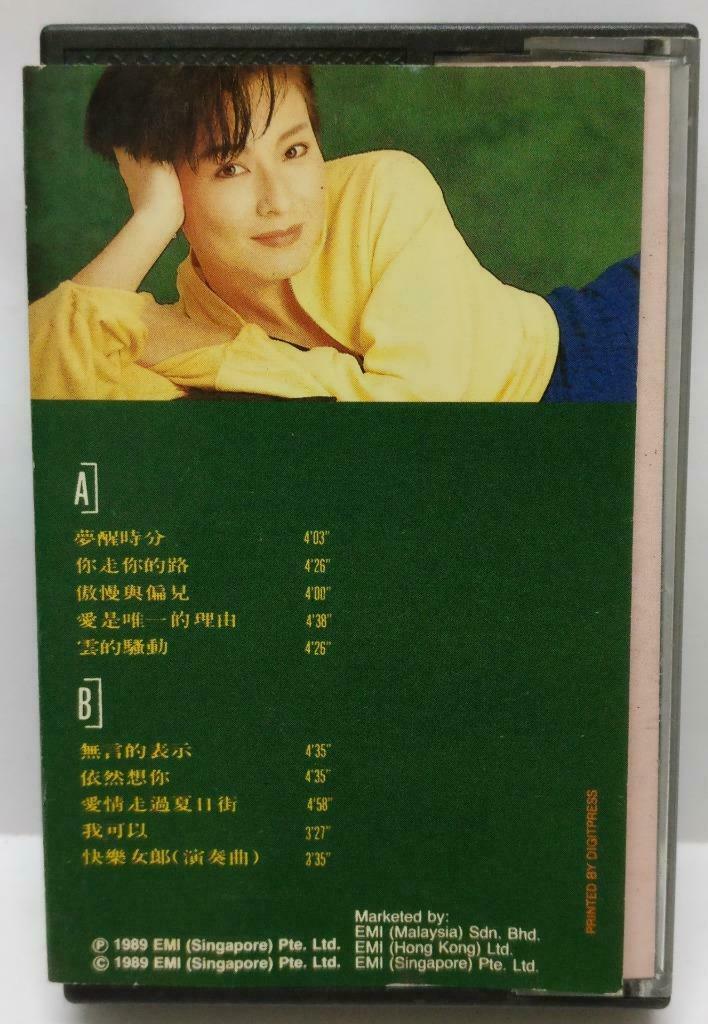 A
夢醒時分 4'03"
你走你的路 4'26"
傲慢與偏見 4'00"
愛是唯一的理由 4'38"
雲的騷動 4'26"
B
無言的表示 4'35"
依然想你 4'35"
愛情走過夏日街 4'58"
我可以 3'27"
快樂女郎(演奏曲) 3'35"
Ⓟ 1989 EMI (Singapore) Pte. Ltd.
© 1989 EMI (Singapore) Pte. Ltd.
Marketed by:
EMI (Malaysia) Sdn. Bhd.
EMI (Hong Kong) Ltd.
EMI (Singapore) Pte. Ltd.
PRINTED BY DIGITPRESS